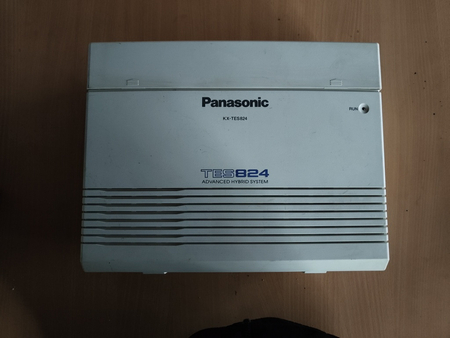 Panasonic
KX-TES824
RUN
TES824
ADVANCED HYBRID SYSTEM